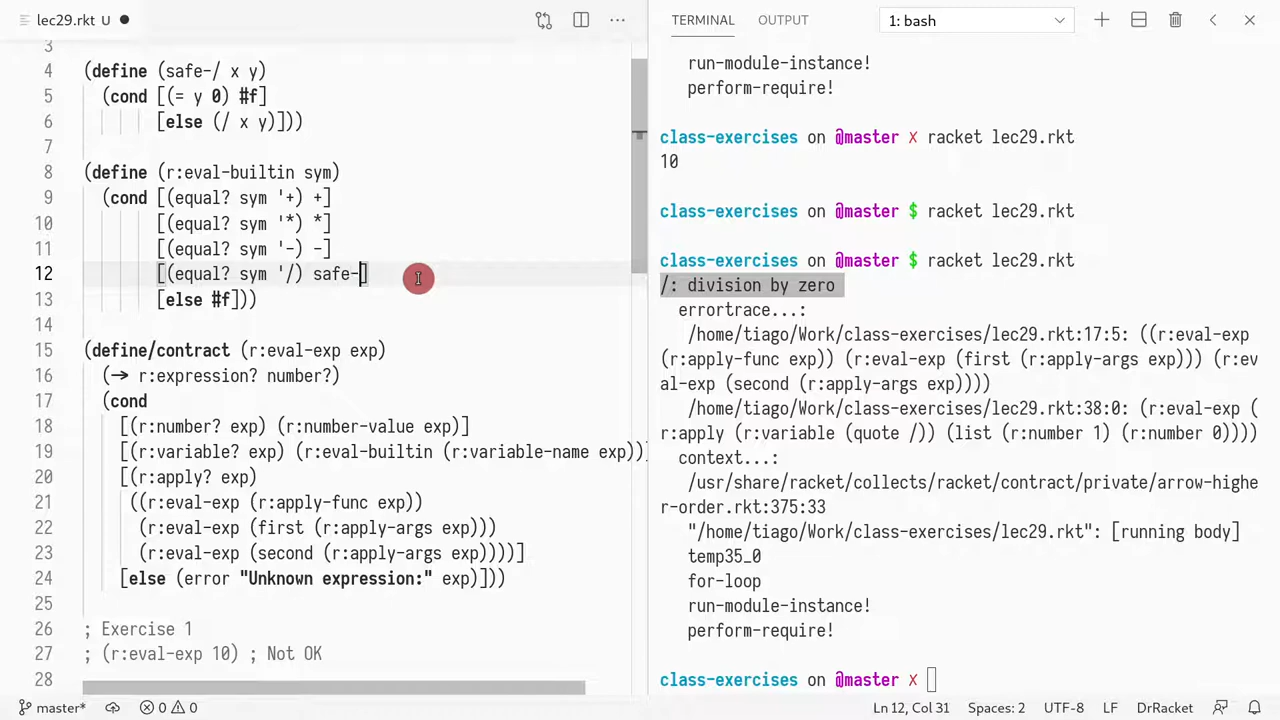 lec29.rkt U
3
4 (define (safe-/ x y)
5 (cond [(= y 0) #f]
6 [else (/ x y)]))
7
8 (define (r:eval-builtin sym)
9 (cond [(equal? sym '+) +]
10 [(equal? sym '*) *]
11 [(equal? sym '-) -]
12 [(equal? sym '/) safe-]
13 [else #f]))
14
15 (define/contract (r:eval-exp exp)
16 (-> r:expression? number?)
17 (cond
18 [(r:number? exp) (r:number-value exp)]
19 [(r:variable? exp) (r:eval-builtin (r:variable-name exp))]
20 [(r:apply? exp)
21 ((r:eval-exp (r:apply-func exp))
22 (r:eval-exp (first (r:apply-args exp)))
23 (r:eval-exp (second (r:apply-args exp))))]
24 [else (error "Unknown expression:" exp)]))
25
26 ; Exercise 1
27 ; (r:eval-exp 10) ; Not OK
28
TERMINAL OUTPUT 1: bash
run-module-instance!
perform-require!
class-exercises on @master ✗ racket lec29.rkt
10
class-exercises on @master $ racket lec29.rkt
class-exercises on @master $ racket lec29.rkt
/: division by zero
errortrace...:
/home/tiago/Work/class-exercises/lec29.rkt:17:5: ((r:eval-exp
(r:apply-func exp)) (r:eval-exp (first (r:apply-args exp))) (r:ev
al-exp (second (r:apply-args exp))))
/home/tiago/Work/class-exercises/lec29.rkt:38:0: (r:eval-exp (
r:apply (r:variable (quote /)) (list (r:number 1) (r:number 0))))
context...:
/usr/share/racket/collects/racket/contract/private/arrow-highe
r-order.rkt:375:33
"/home/tiago/Work/class-exercises/lec29.rkt": [running body]
temp35_0
for-loop
run-module-instance!
perform-require!
class-exercises on @master ✗
master* 0 0 Ln 12, Col 31 Spaces: 2 UTF-8 LF DrRacket